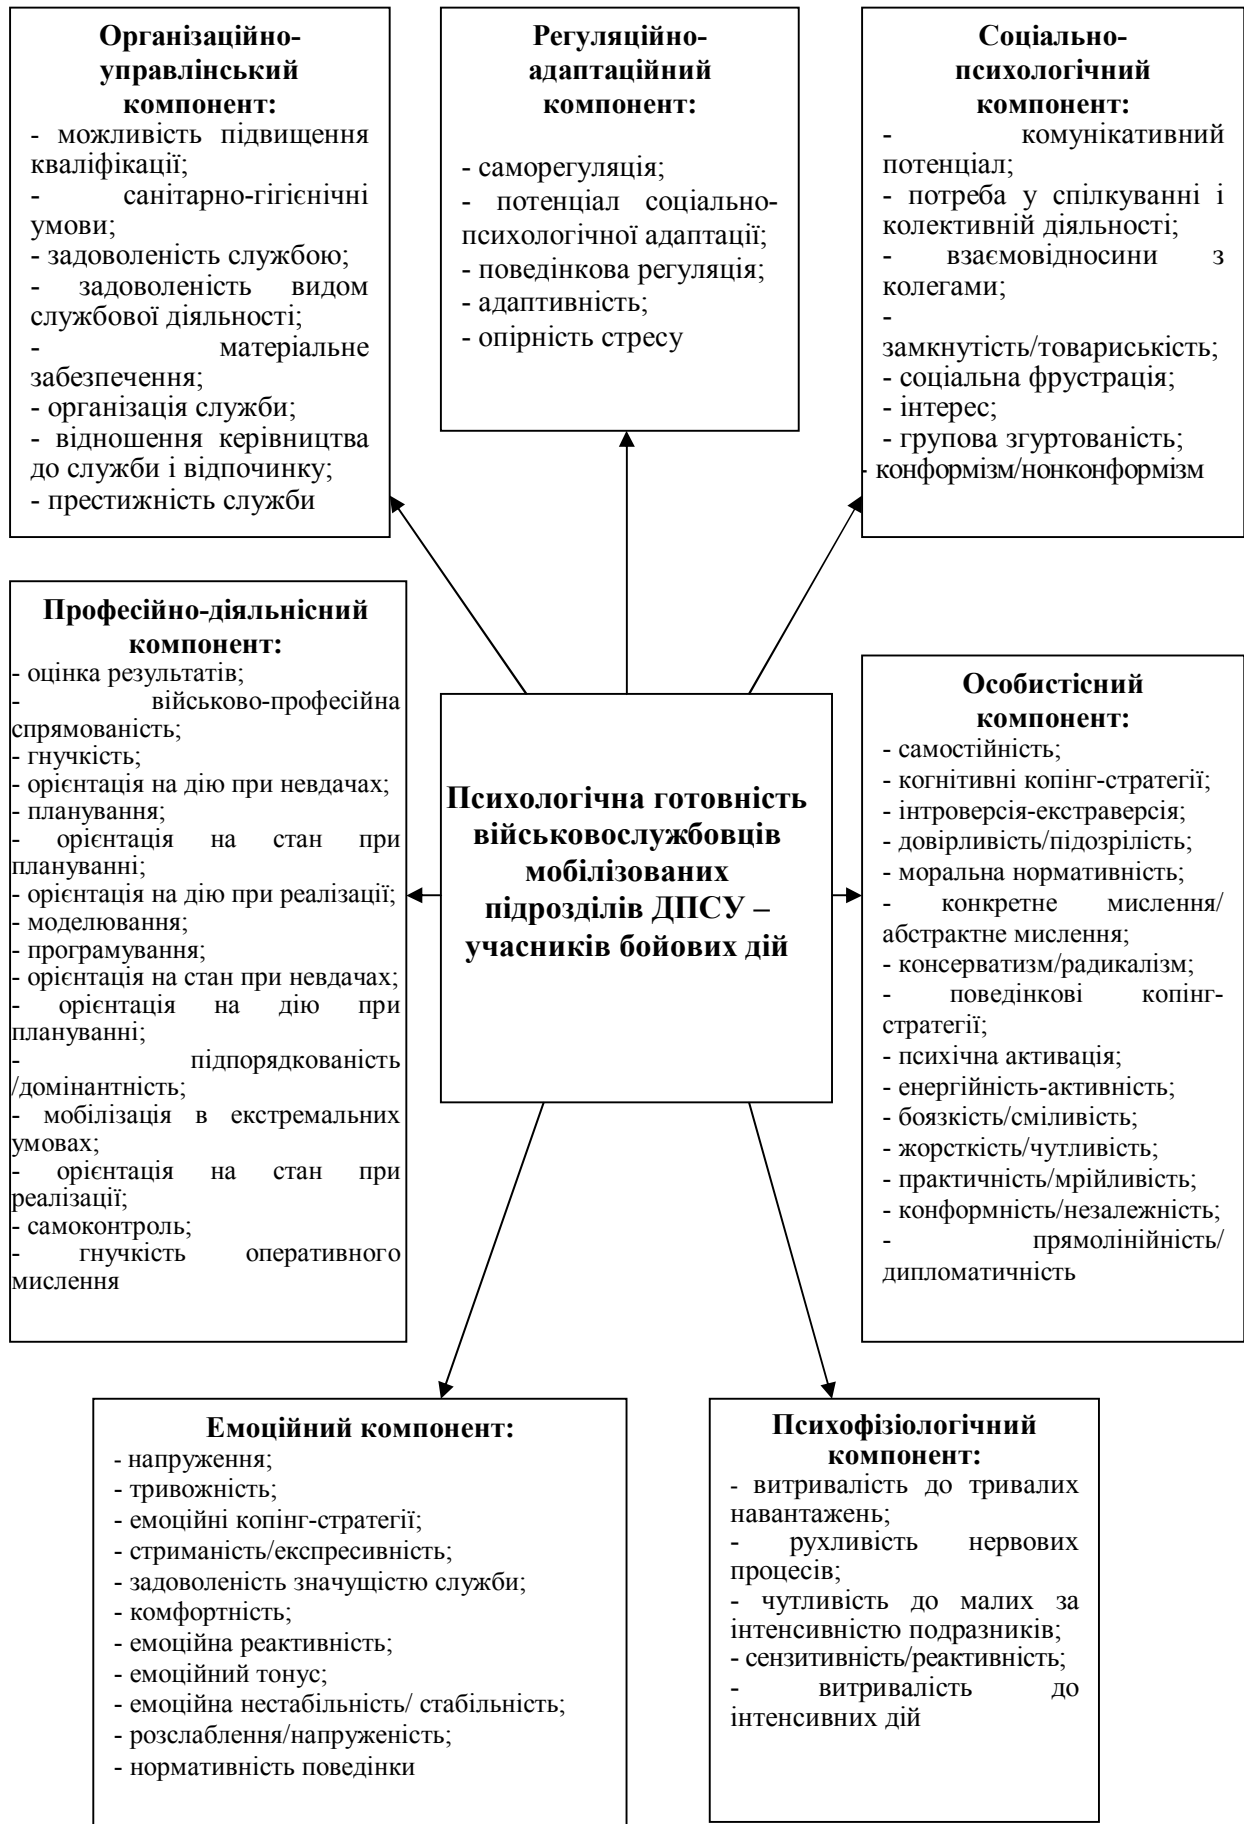 Організаційно-
управлінський
компонент:
- можливість підвищення
кваліфікації;
- санітарно-гігієнічні
умови;
- задоволеність службою;
- задоволеність видом
службової діяльності;
- матеріальне
забезпечення;
- організація служби;
- відношення керівництва
до служби і відпочинку;
- престижність служби
Регуляційно-
адаптаційний
компонент:
- саморегуляція;
- потенціал соціально-
психологічної адаптації;
- поведінкова регуляція;
- адаптивність;
- опірність стресу
Соціально-
психологічний
компонент:
- комунікативний
потенціал;
- потреба у спілкуванні і
колективній діяльності;
- взаємовідносини з
колегами;
-
замкнутість/товариськість;
- соціальна фрустрація;
- інтерес;
- групова згуртованість;
- конформізм/нонконформізм
Професійно-діяльнісний
компонент:
- оцінка результатів;
- військово-професійна
спрямованість;
- гнучкість;
- орієнтація на дію при невдачах;
- планування;
- орієнтація на стан при
плануванні;
- орієнтація на дію при реалізації;
- моделювання;
- програмування;
- орієнтація на стан при невдачах;
- орієнтація на дію при
плануванні;
- підпорядкованість
/домінантність;
- мобілізація в екстремальних
умовах;
- орієнтація на стан при
реалізації;
- самоконтроль;
- гнучкість оперативного
мислення
Психологічна готовність
військовослужбовців
мобілізованих
підрозділів ДПСУ –
учасників бойових дій
Особистісний
компонент:
- самостійність;
- когнітивні копінг-стратегії;
- інтроверсія-екстраверсія;
- довірливість/підозрілість;
- моральна нормативність;
- конкретне мислення/
абстрактне мислення;
- консерватизм/радикалізм;
- поведінкові копінг-
стратегії;
- психічна активація;
- енергійність-активність;
- боязкість/сміливість;
- жорсткість/чутливість;
- практичність/мрійливість;
- конформність/незалежність;
- прямолінійність/
дипломатичність
Емоційний компонент:
- напруження;
- тривожність;
- емоційні копінг-стратегії;
- стриманість/експресивність;
- задоволеність значущістю служби;
- комфортність;
- емоційна реактивність;
- емоційний тонус;
- емоційна нестабільність/ стабільність;
- розслаблення/напруженість;
- нормативність поведінки
Психофізіологічний
компонент:
- витривалість до тривалих
навантажень;
- рухливість нервових
процесів;
- чутливість до малих за
інтенсивністю подразників;
- сензитивність/реактивність;
- витривалість до
інтенсивних дій